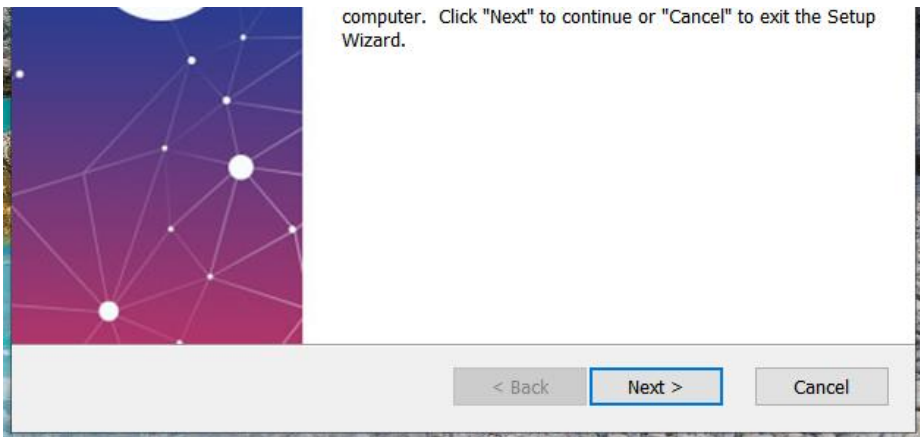 computer.  Click "Next" to continue or "Cancel" to exit the Setup
Wizard.
< Back
Next >
Cancel